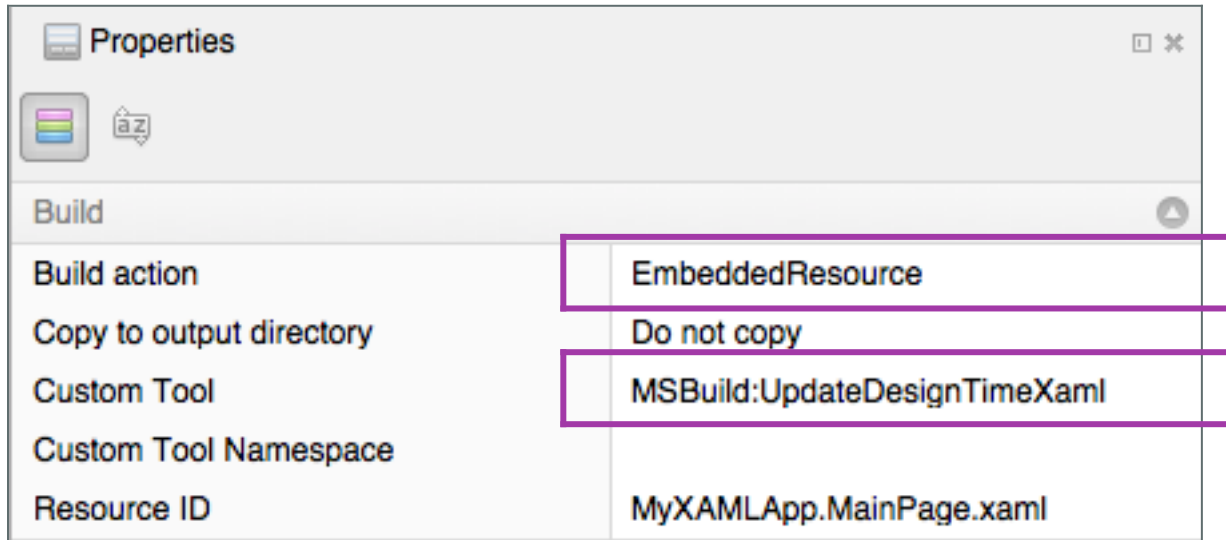 Properties
az
Build
Build action EmbeddedResource
Copy to output directory Do not copy
Custom Tool MSBuild:UpdateDesignTimeXaml
Custom Tool Namespace
Resource ID MyXAMLApp.MainPage.xaml